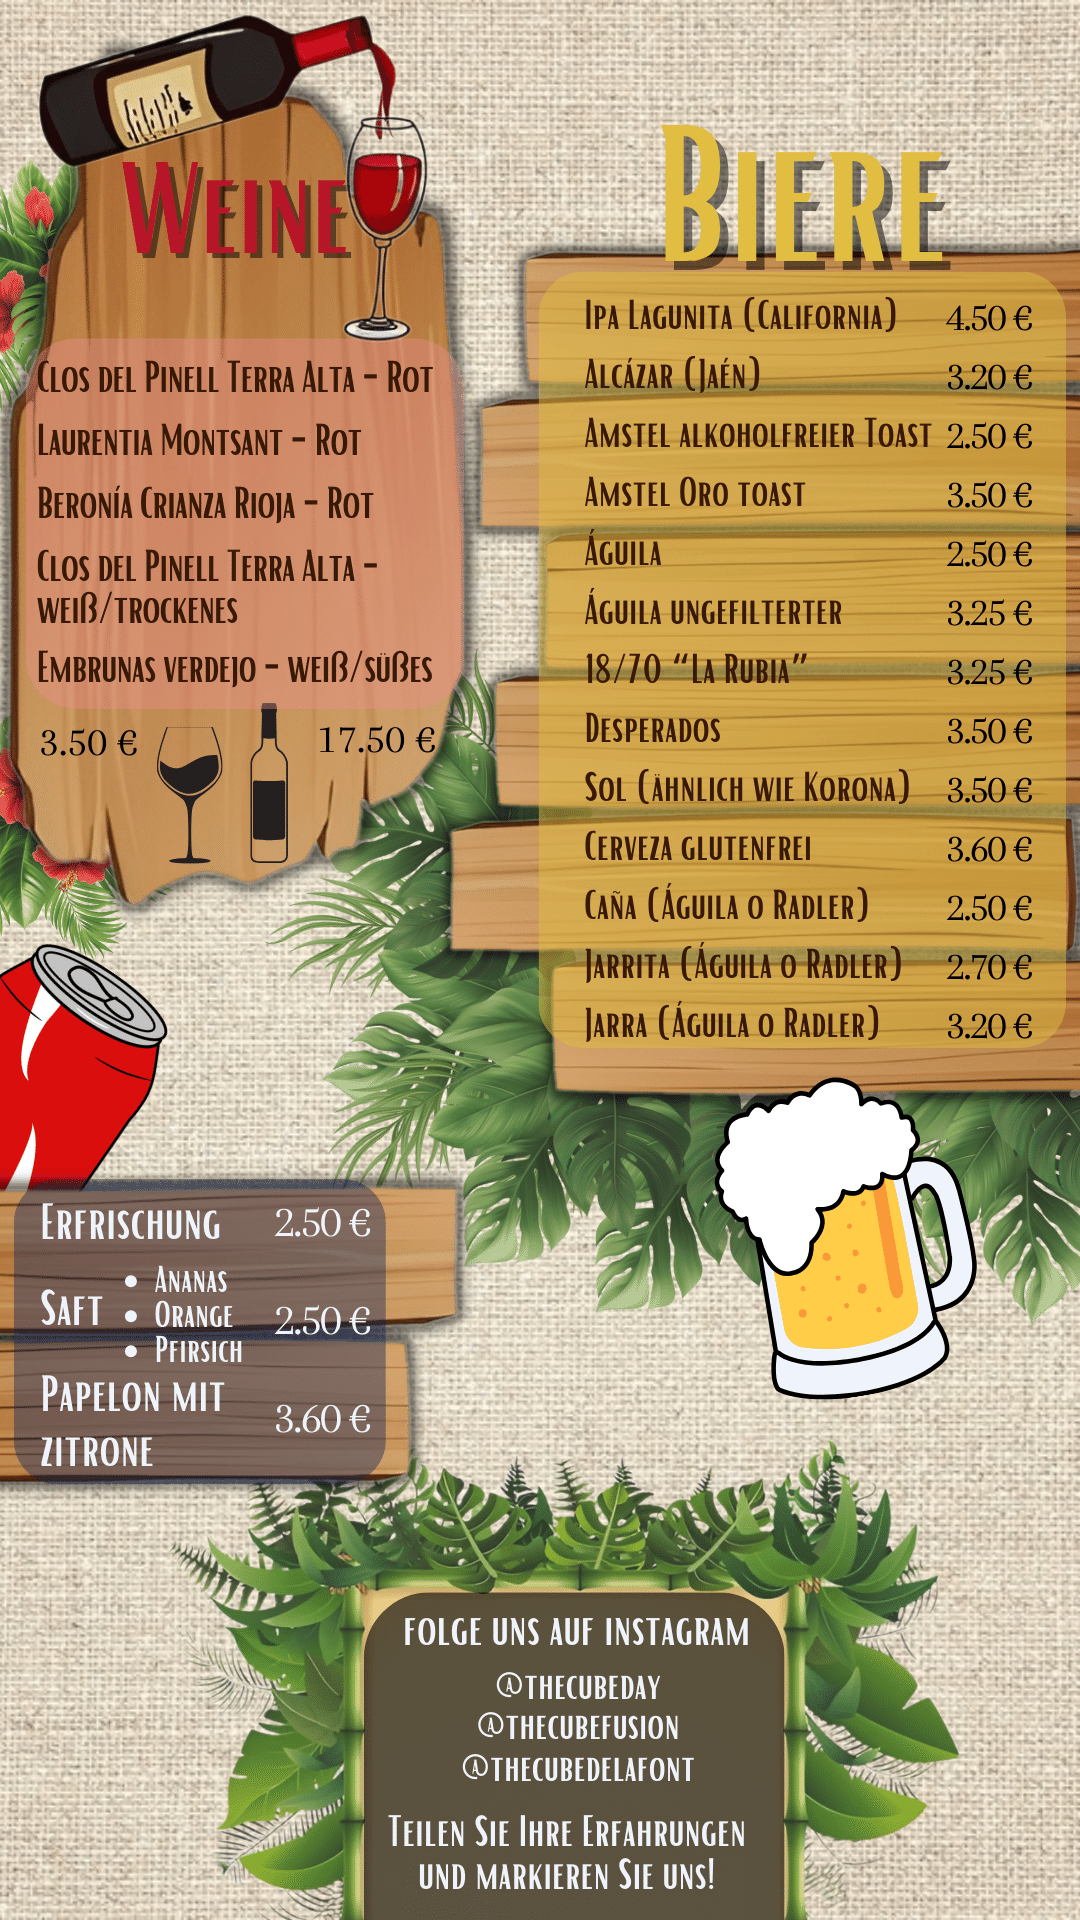 Weine
Clos del Pinell Terra Alta - Rot
Laurentia Montsant - Rot
Beronía Crianza Rioja - Rot
Clos del Pinell Terra Alta -
weiß/trockenes
Embrunas verdejo - weiß/süßes
3.50 € 17.50 €
Biere
Ipa Lagunita (California) 4.50 €
Alcázar (Jaén) 3.20 €
Amstel alkoholfreier Toast 2.50 €
Amstel Oro toast 3.50 €
Águila 2.50 €
Águila ungefilterter 3.25 €
18/70 “La Rubia” 3.25 €
Desperados 3.50 €
Sol (ähnlich wie Korona) 3.50 €
Cerveza glutenfrei 3.60 €
Caña (Águila o Radler) 2.50 €
Jarrita (Águila o Radler) 2.70 €
Jarra (Águila o Radler) 3.20 €
Erfrischung 2.50 €
Saft 2.50 €
• Ananas
• Orange
• Pfirsich
Papelon mit
zitrone
3.60 €
folge uns auf instagram
@thecubeday
@thecubefusion
@thecubedelafont
Teilen Sie Ihre Erfahrungen
und markieren Sie uns!